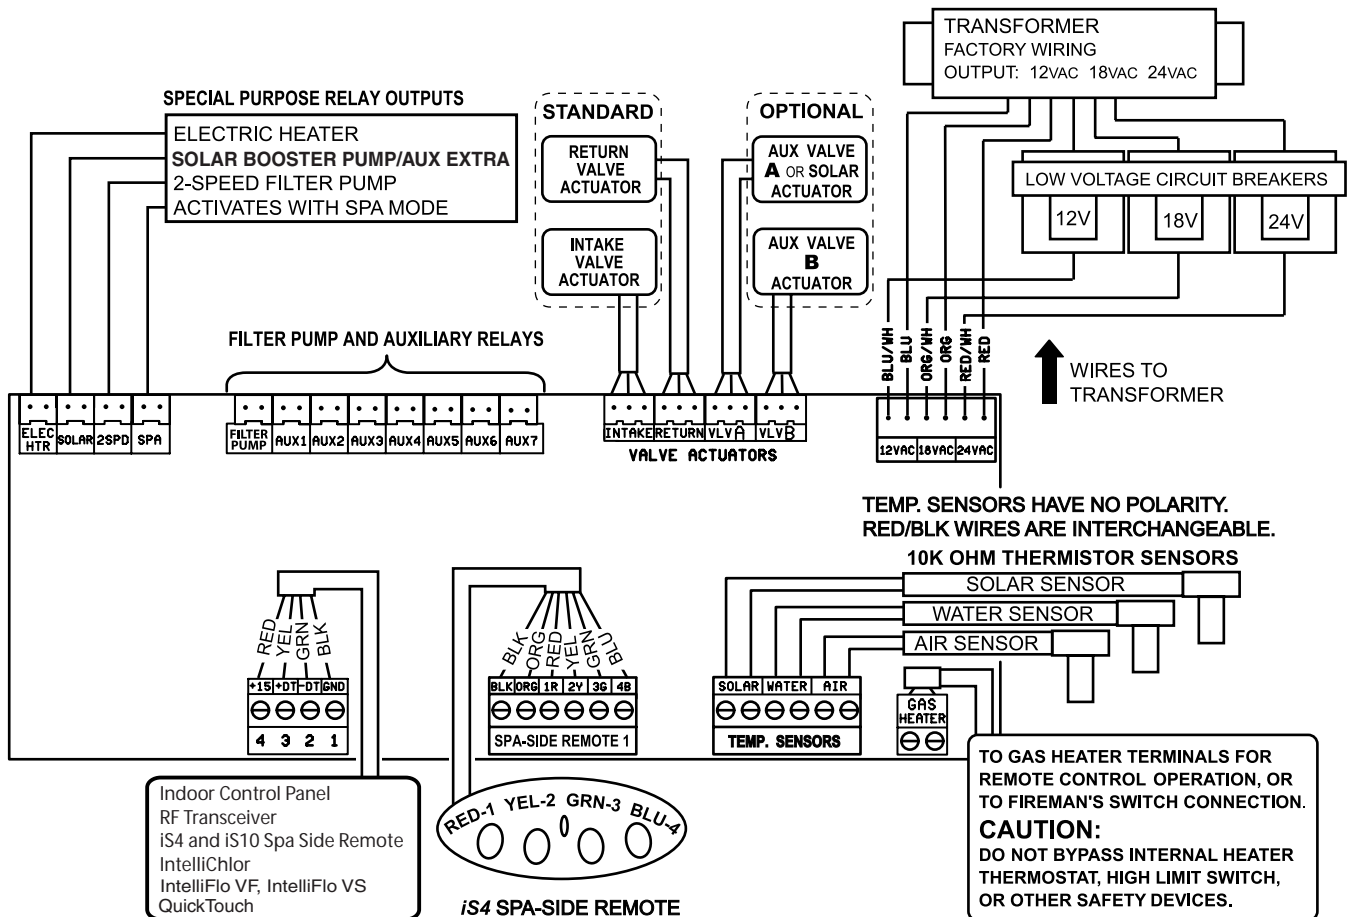 TRANSFORMER
FACTORY WIRING
OUTPUT: 12VAC 18VAC 24VAC
SPECIAL PURPOSE RELAY OUTPUTS
ELECTRIC HEATER
SOLAR BOOSTER PUMP/AUX EXTRA
2-SPEED FILTER PUMP
ACTIVATES WITH SPA MODE
STANDARD
RETURN
VALVE
ACTUATOR
INTAKE
VALVE
ACTUATOR
OPTIONAL
AUX VALVE
A OR SOLAR
ACTUATOR
AUX VALVE
B
ACTUATOR
LOW VOLTAGE CIRCUIT BREAKERS
12V
18V
24V
FILTER PUMP AND AUXILIARY RELAYS
BLU/WH
BLU
ORG/WH
ORG
RED/WH
RED
WIRES TO
TRANSFORMER
ELEC
HTR
SOLAR
2SPD
SPA
FILTER
PUMP
AUX1
AUX2
AUX3
AUX4
AUX5
AUX6
AUX7
INTAKE
RETURN
VLV A
VLV B
VALVE ACTUATORS
12VAC
18VAC
24VAC
TEMP. SENSORS HAVE NO POLARITY.
RED/BLK WIRES ARE INTERCHANGEABLE.
10K OHM THERMISTOR SENSORS
SOLAR SENSOR
WATER SENSOR
AIR SENSOR
RED
YEL
GRN
BLK
+15
+DT
-DT
GND
4 3 2 1
BLK
ORG
RED
YEL
GRN
BLU
BLK
ORG
1R
2Y
3G
4B
SPA-SIDE REMOTE 1
SOLAR
WATER
AIR
TEMP. SENSORS
GAS
HEATER
Indoor Control Panel
RF Transceiver
iS4 and iS10 Spa Side Remote
IntelliChlor
IntelliFlo VF, IntelliFlo VS
QuickTouch
RED-1 YEL-2 GRN-3 BLU-4
iS4 SPA-SIDE REMOTE
TO GAS HEATER TERMINALS FOR
REMOTE CONTROL OPERATION, OR
TO FIREMAN'S SWITCH CONNECTION.
CAUTION:
DO NOT BYPASS INTERNAL HEATER
THERMOSTAT, HIGH LIMIT SWITCH,
OR OTHER SAFETY DEVICES.